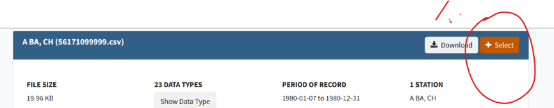 A BA, CH (56171099999.csv)
Download
+ Select
FILE SIZE
23 DATA TYPES
PERIOD OF RECORD
1 STATION
19.96 KB
Show Data Type
1980-01-07 to 1980-12-31
A BA, CH